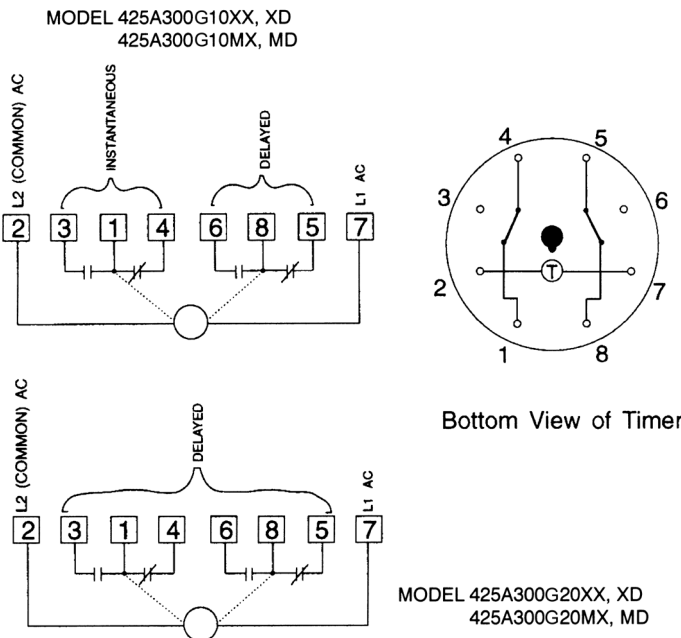 MODEL 425A300G10XX, XD
425A300G10MX, MD
L2 (COMMON) AC
INSTANTANEOUS
DELAYED
L1 AC
2 3 1 4 6 8 5 7
4 5
3 6
2 T 7
1 8
Bottom View of Timer
L2 (COMMON) AC
DELAYED
L1 AC
2 3 1 4 6 8 5 7
MODEL 425A300G20XX, XD
425A300G20MX, MD